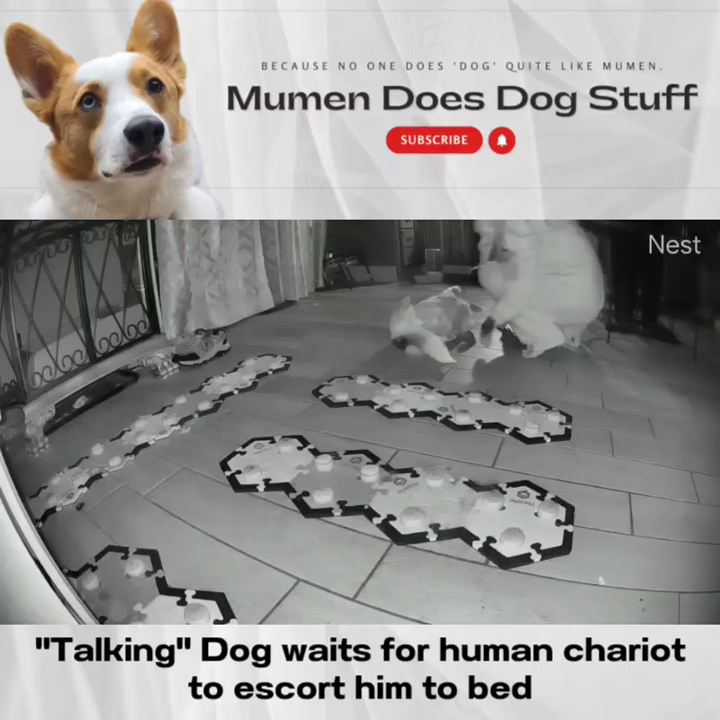 BECAUSE NO ONE DOES 'DOG' QUITE LIKE MUMEN.
Mumen Does Dog Stuff
SUBSCRIBE
Nest
"Talking" Dog waits for human chariot
to escort him to bed